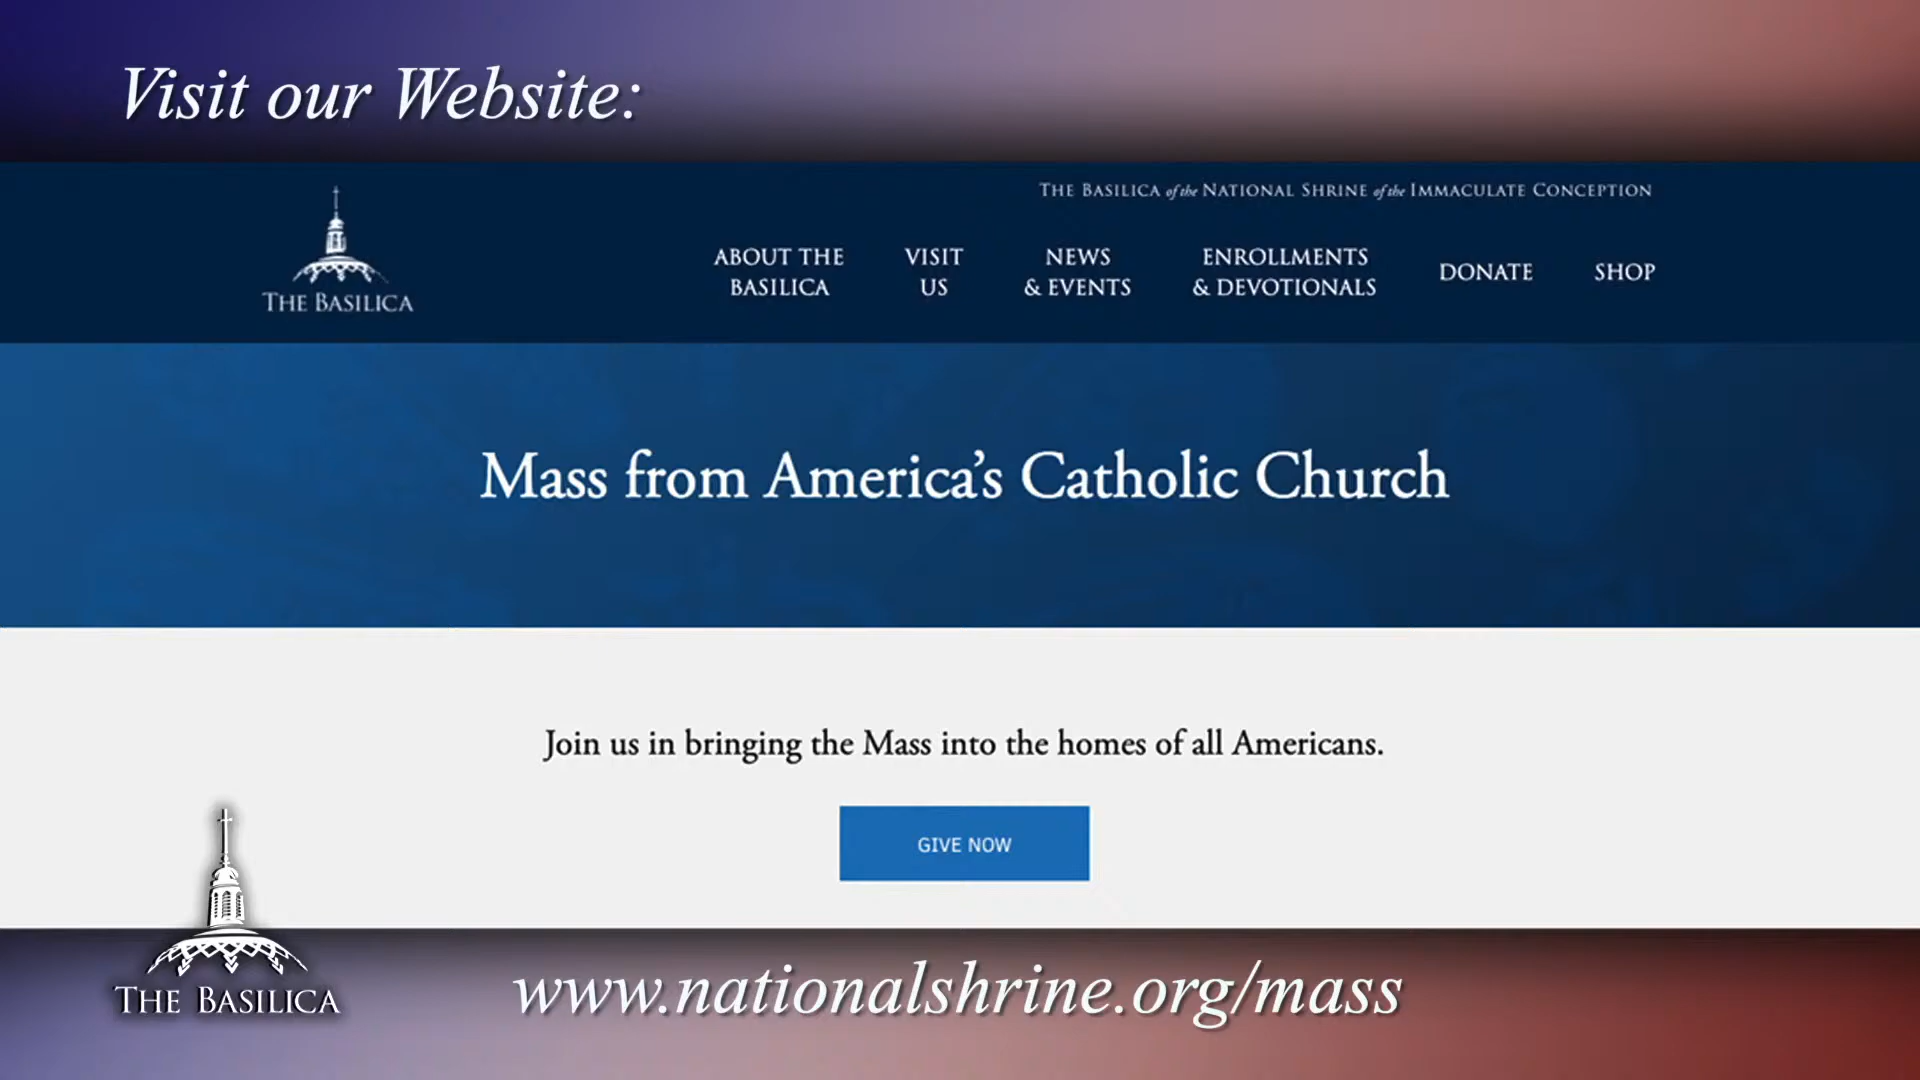 Visit our Website:
THE BASILICA of the NATIONAL SHRINE of the IMMACULATE CONCEPTION
THE BASILICA
ABOUT THE
BASILICA
VISIT
US
NEWS
& EVENTS
ENROLLMENTS
& DEVOTIONALS
DONATE
SHOP
Mass from America’s Catholic Church
Join us in bringing the Mass into the homes of all Americans.
GIVE NOW
THE BASILICA
www.nationalshrine.org/mass